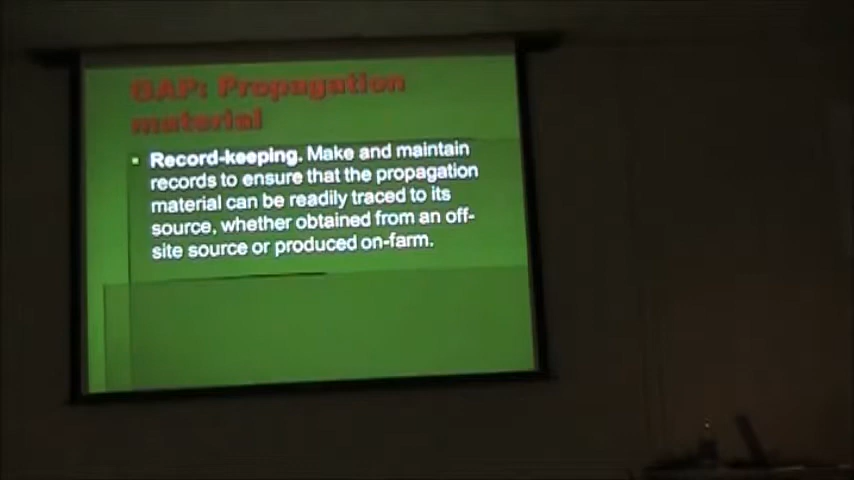 GAP: Propagation
material
Record-keeping. Make and maintain
records to ensure that the propagation
material can be readily traced to its
source, whether obtained from an off-
site source or produced on-farm.